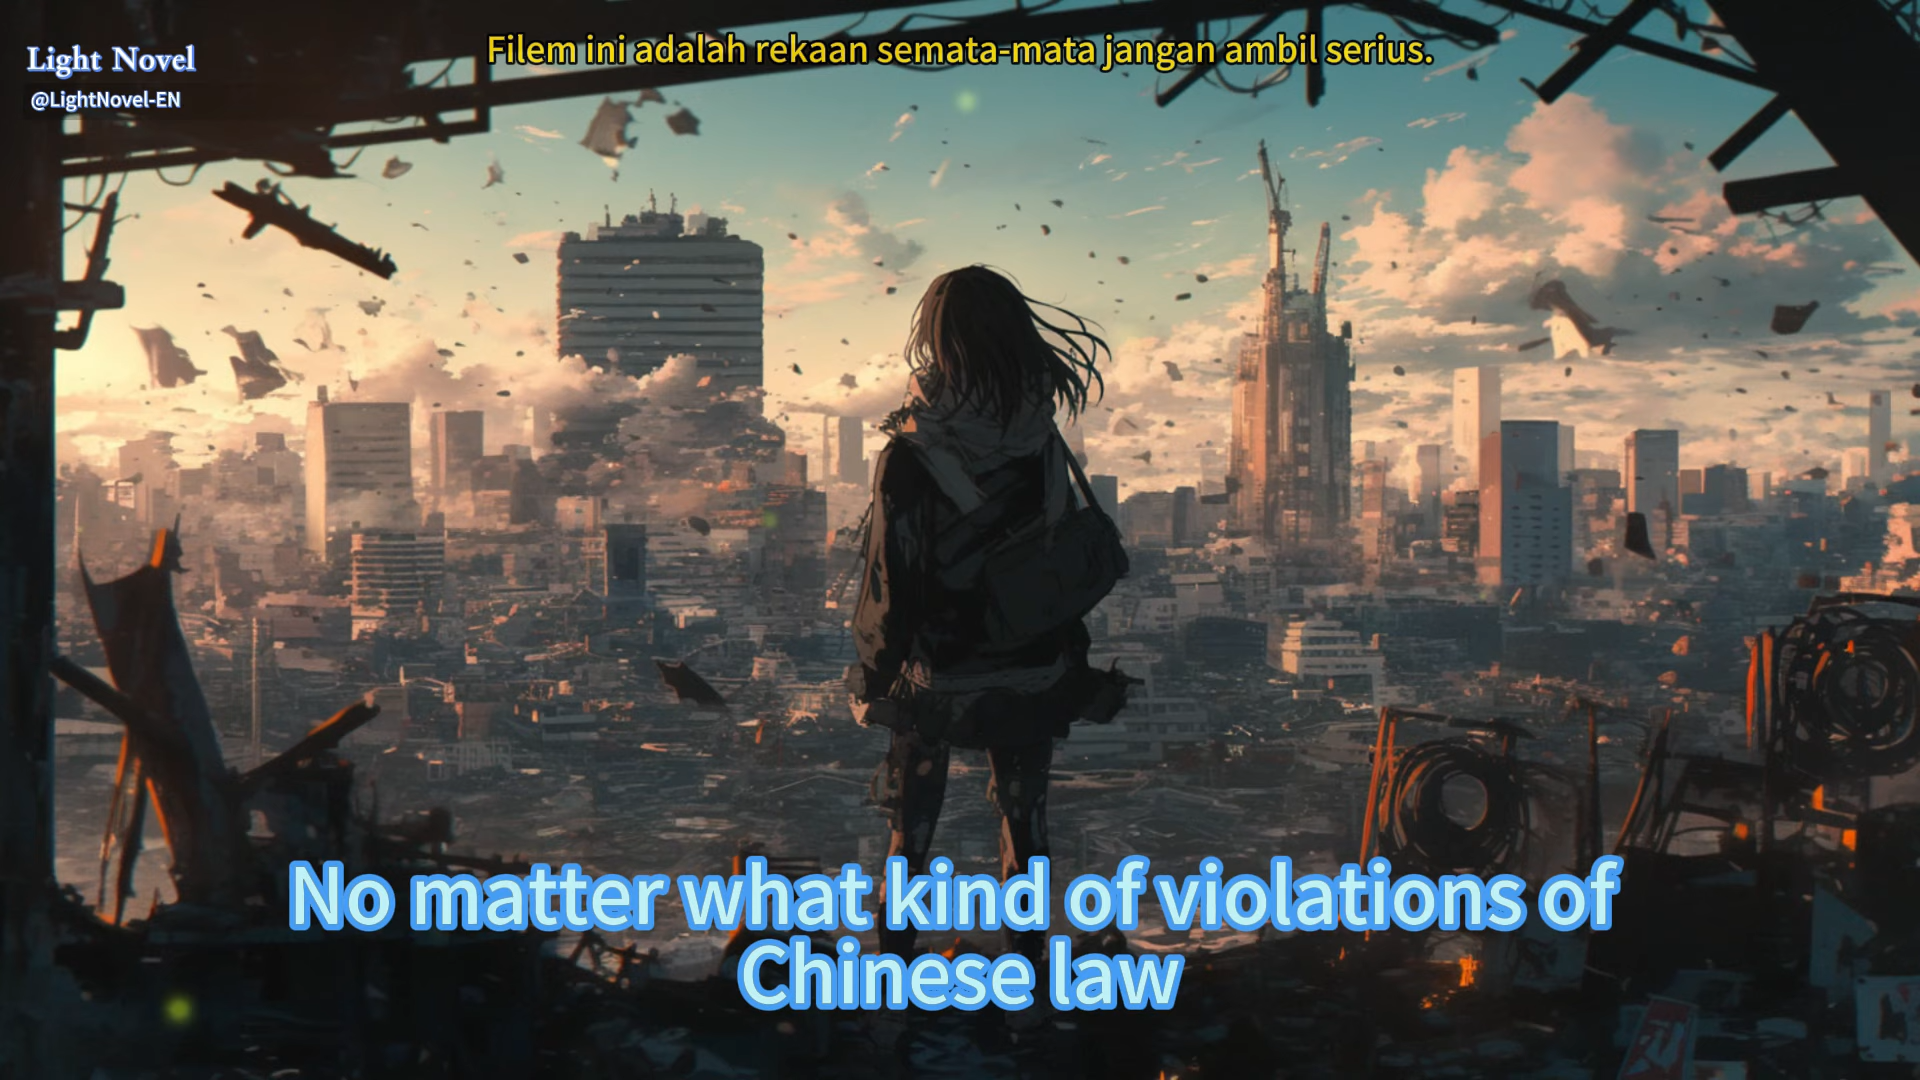 Filem ini adalah rekaan semata-mata jangan ambil serius.
Light Novel
@LightNovel-EN
No matter what kind of violations of
Chinese law